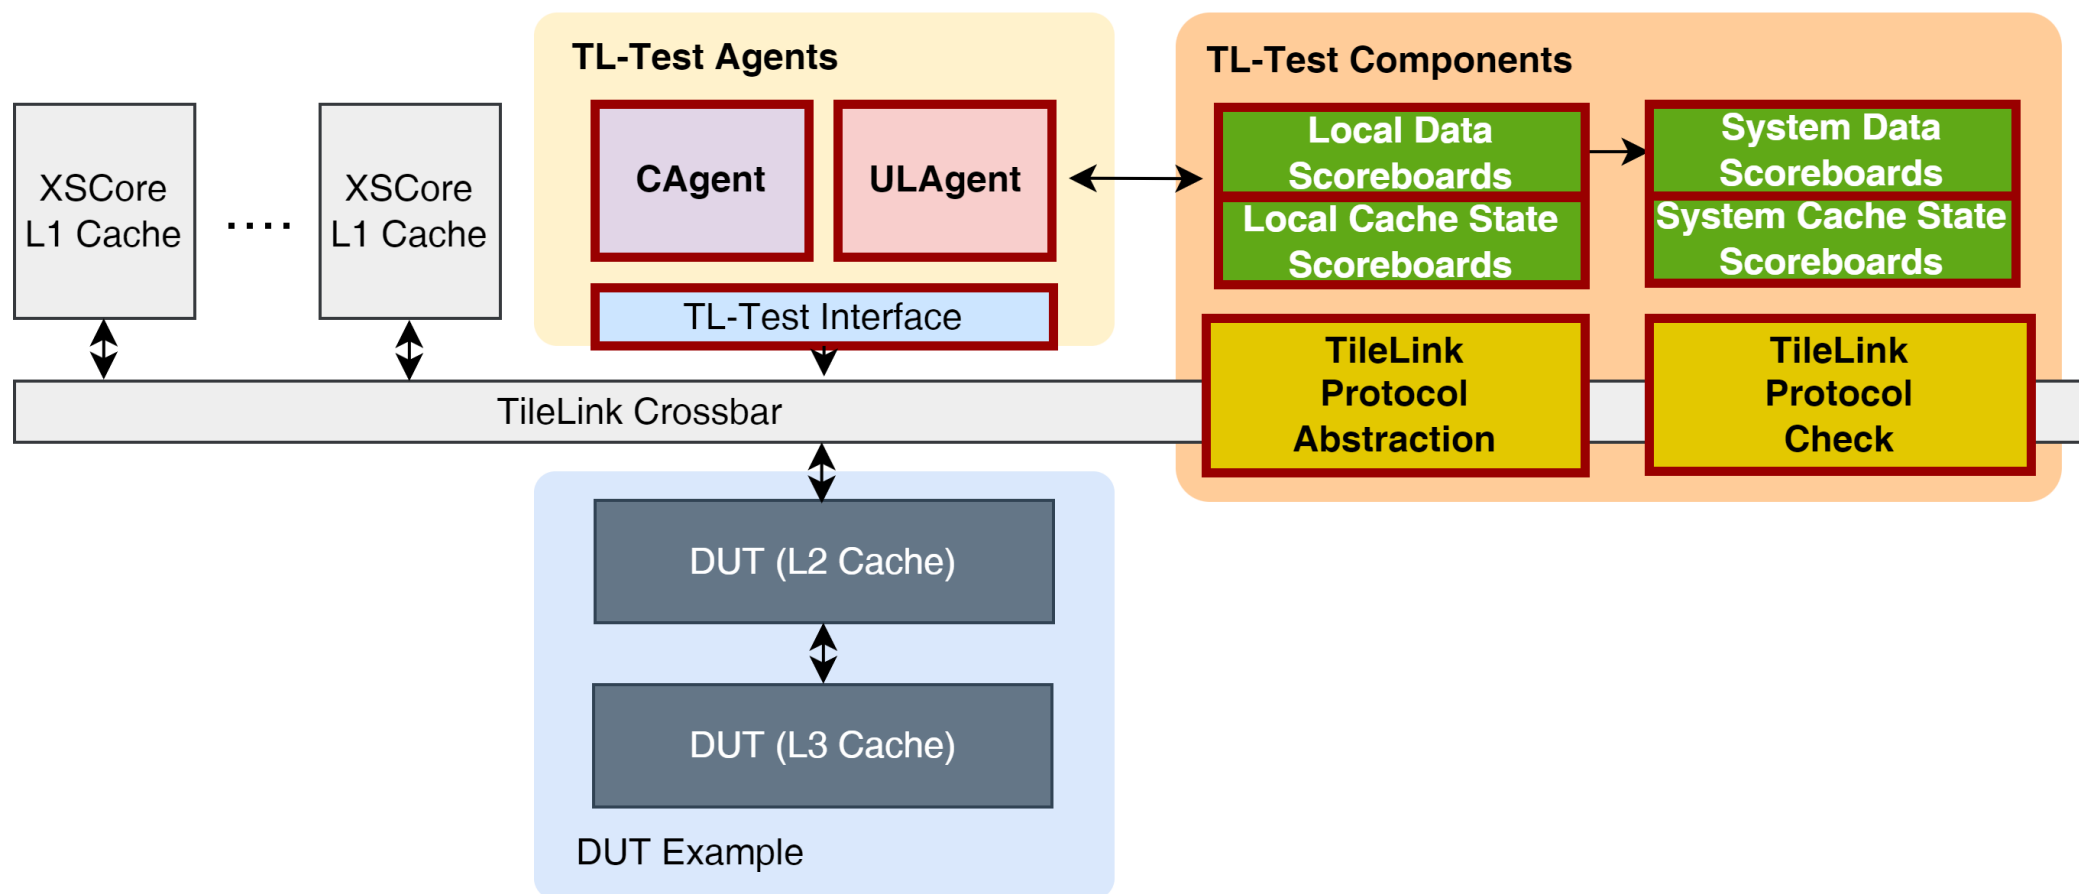 TL-Test Agents
TL-Test Components
XSCore
L1 Cache
....
XSCore
L1 Cache
CAgent
ULAgent
TL-Test Interface
Local Data
Scoreboards
Local Cache State
Scoreboards
System Data
Scoreboards
System Cache State
Scoreboards
TileLink
Protocol
Abstraction
TileLink
Protocol
Check
TileLink Crossbar
DUT (L2 Cache)
DUT (L3 Cache)
DUT Example